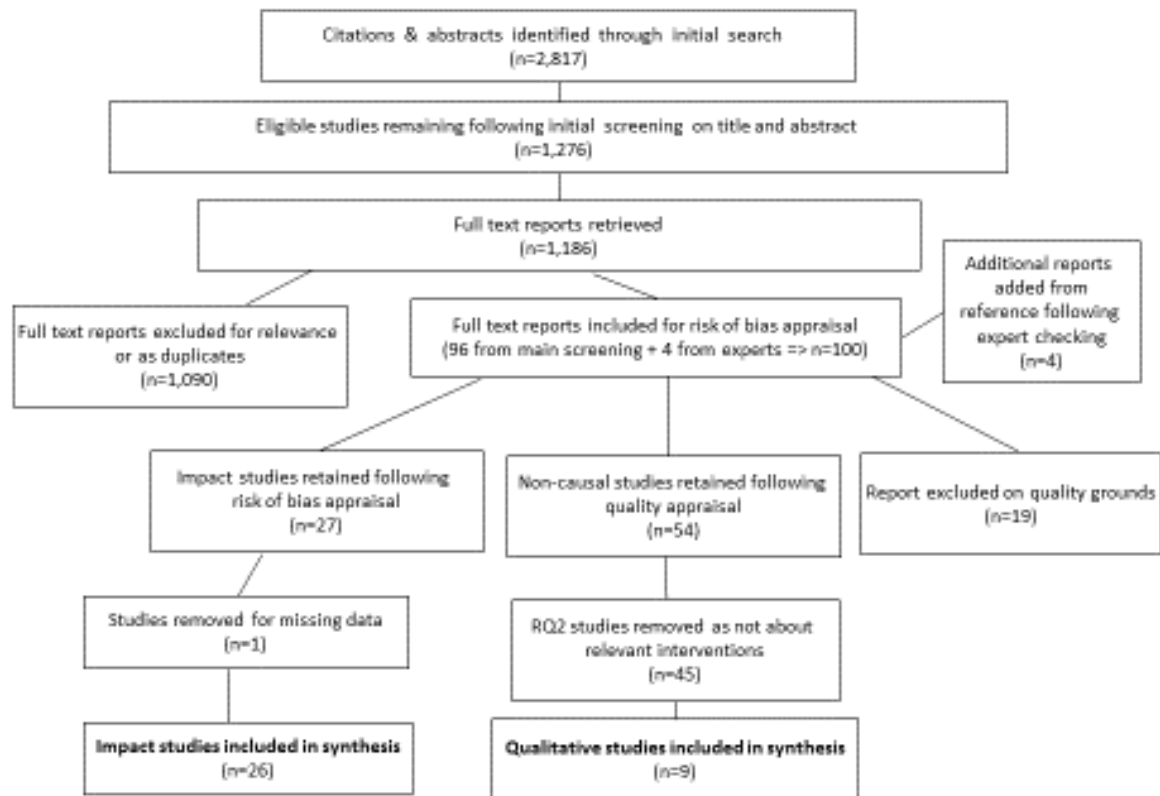 Citations & abstracts identified through initial search
(n=2,817)
Eligible studies remaining following initial screening on title and abstract
(n=1,276)
Full text reports retrieved
(n=1,186)
Additional reports
added from
reference following
expert checking
(n=4)
Full text reports excluded for relevance
or as duplicates
(n=1,090)
Full text reports included for risk of bias appraisal
(96 from main screening + 4 from experts => n=100)
Impact studies retained following
risk of bias appraisal
(n=27)
Non-causal studies retained following
quality appraisal
(n=54)
Report excluded on quality grounds
(n=19)
Studies removed for missing data
(n=1)
RQ2 studies removed as not about
relevant interventions
(n=45)
Impact studies included in synthesis
(n=26)
Qualitative studies included in synthesis
(n=9)